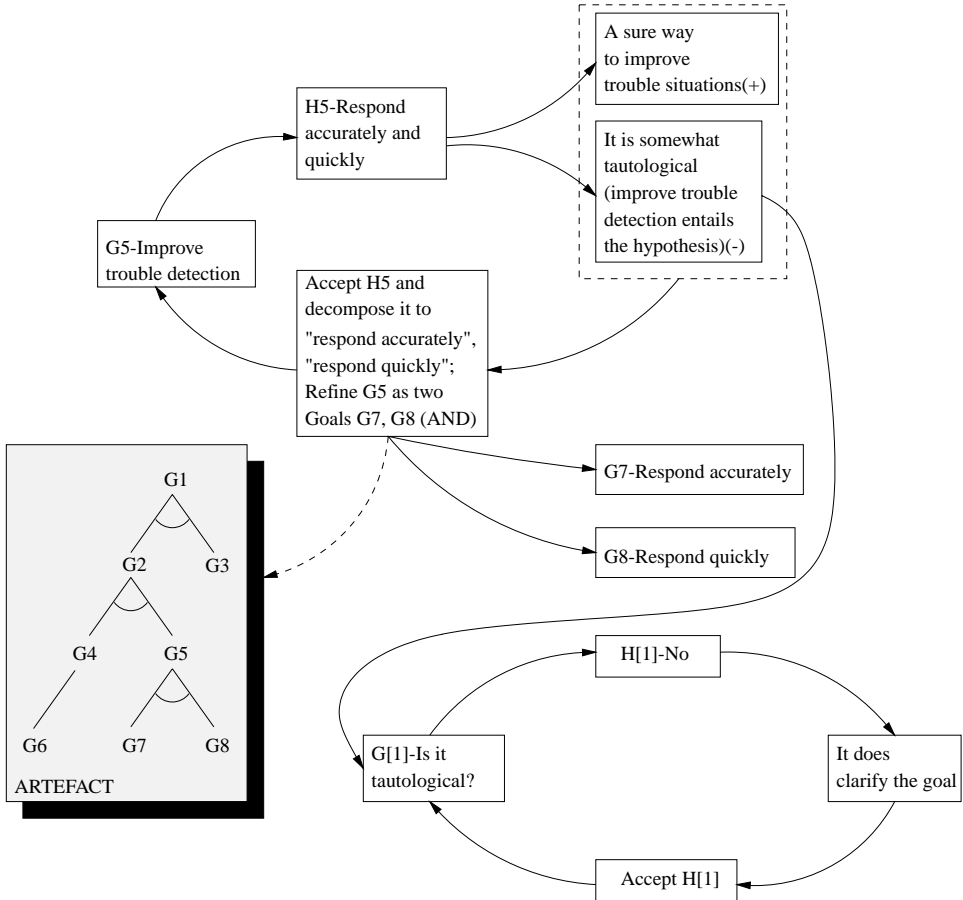 A sure way
to improve
trouble situations(+)
H5-Respond
accurately and
quickly
It is somewhat
tautological
(improve trouble
detection entails
the hypothesis)(-)
G5-Improve
trouble detection
Accept H5 and
decompose it to
"respond accurately",
"respond quickly";
Refine G5 as two
Goals G7, G8 (AND)
G7-Respond accurately
G8-Respond quickly
G1
G2
G3
G4
G5
G6
G7
G8
ARTEFACT
H[1]-No
G[1]-Is it
tautological?
It does
clarify the goal
Accept H[1]